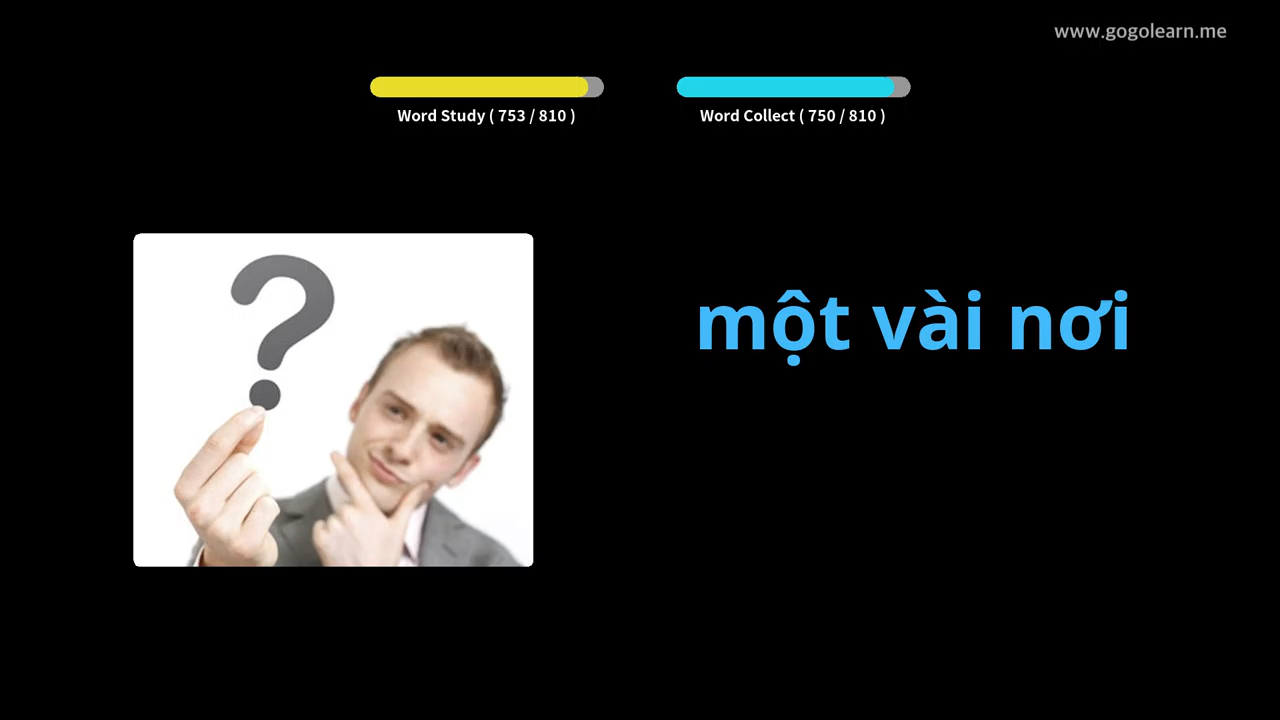 www.gogolearn.me
Word Study ( 753 / 810 )
Word Collect ( 750 / 810 )
?
một vài nơi